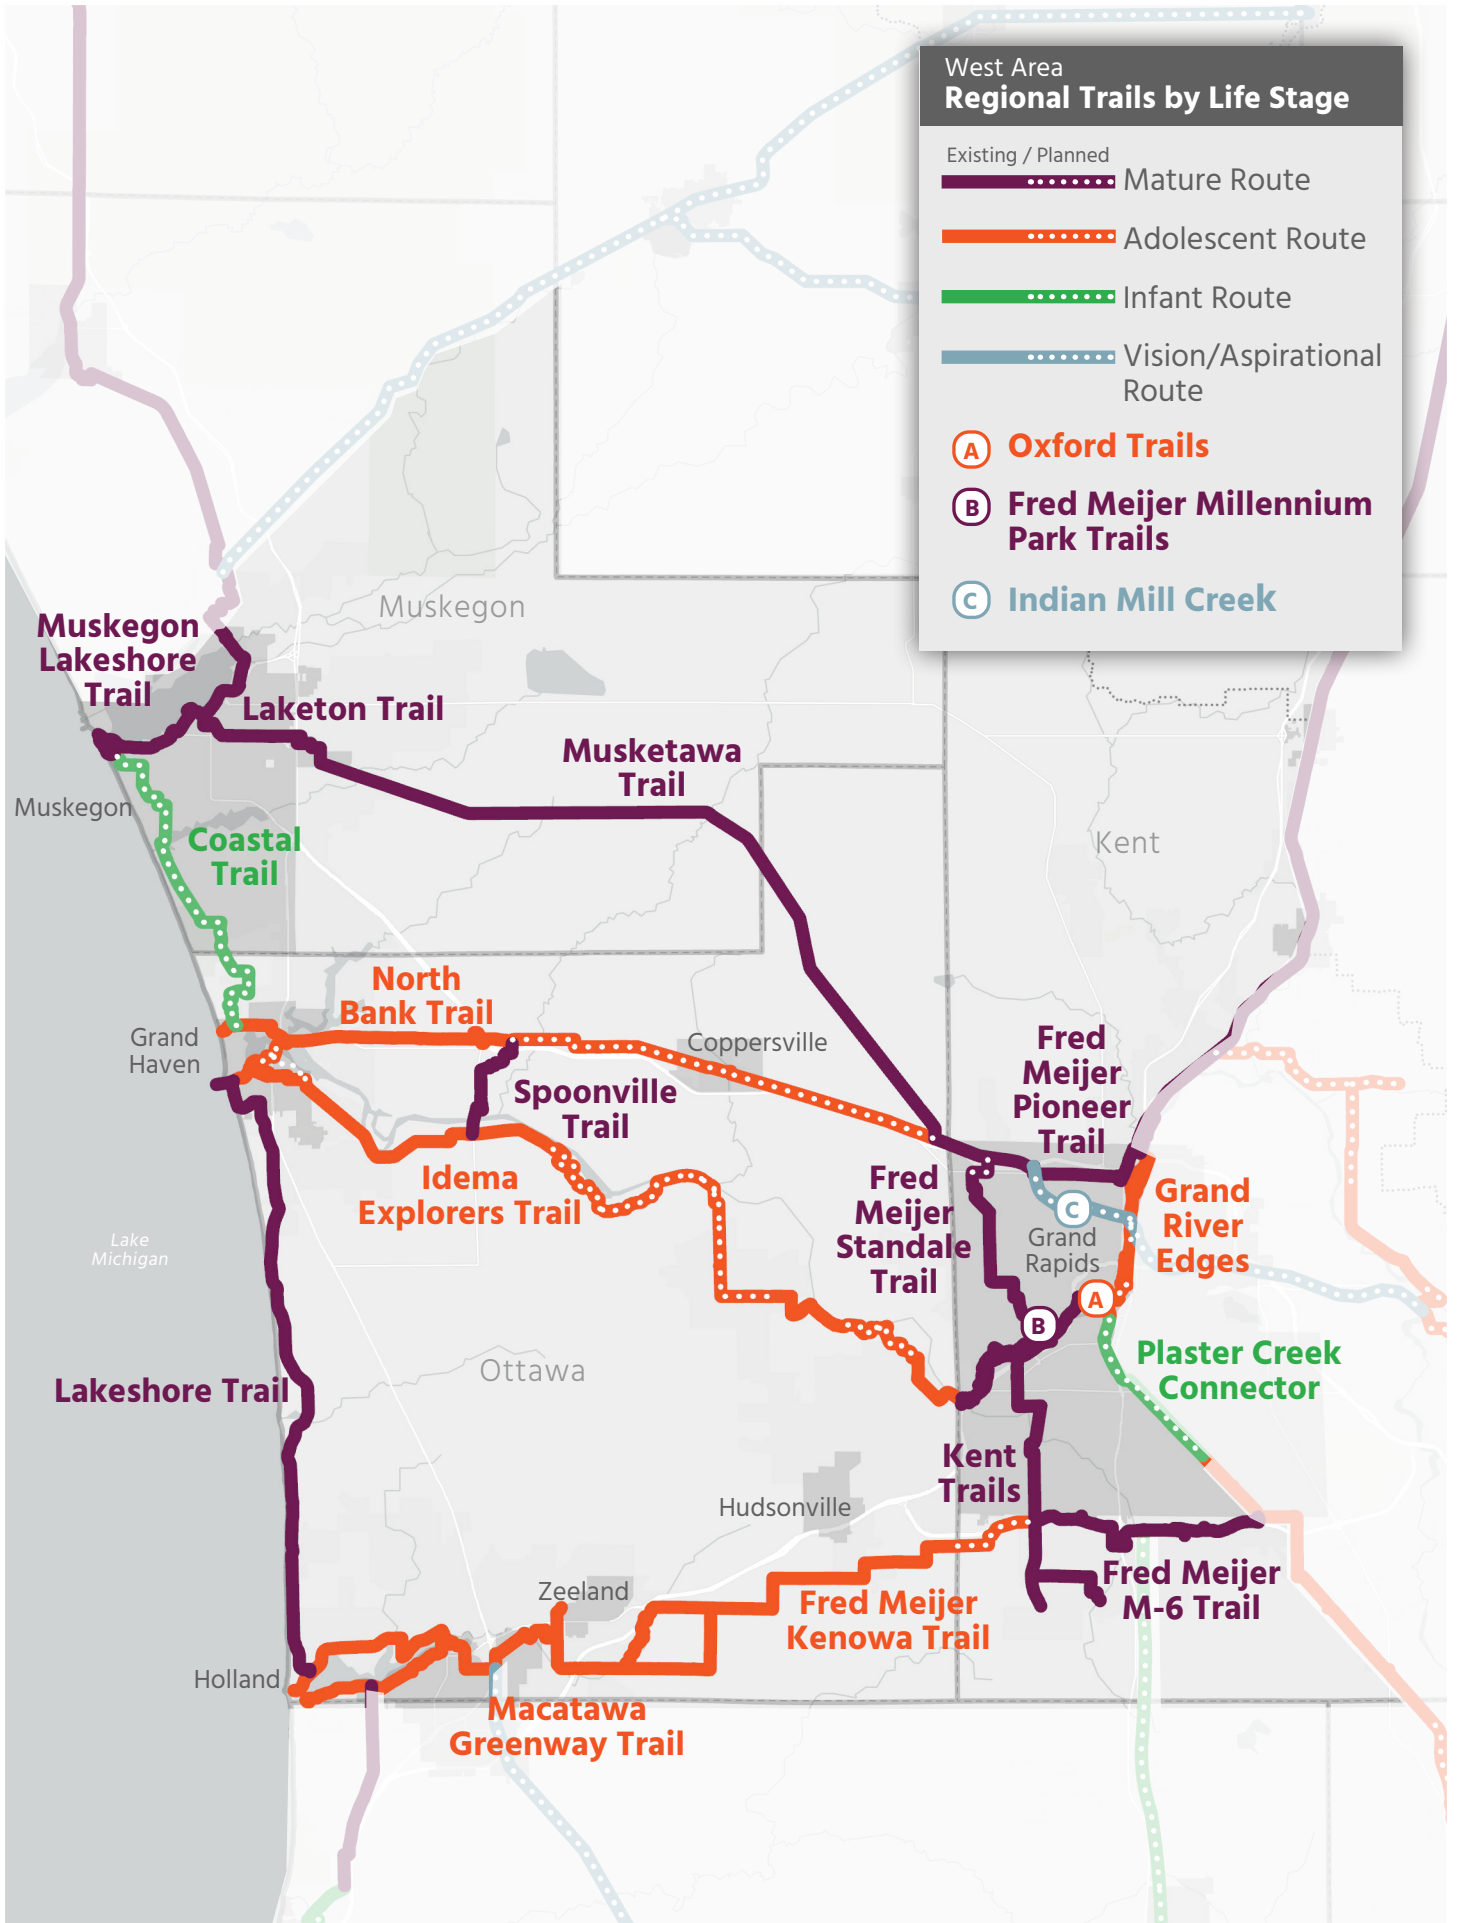 West Area
Regional Trails by Life Stage
Existing / Planned
Mature Route
Adolescent Route
Infant Route
Vision/Aspirational
Route
A Oxford Trails
B Fred Meijer Millennium
Park Trails
C Indian Mill Creek
Muskegon
Muskegon
Lakeshore
Trail
Laketon Trail
Musketawa
Trail
Muskegon
Coastal
Trail
Kent
North
Bank Trail
Grand
Haven
Coppersville
Fred
Meijer
Pioneer
Trail
Spoonville
Trail
Idema
Explorers Trail
Fred
Meijer
Standale
Trail
Grand
River
Edges
C
Grand
Rapids
Lake
Michigan
A
B
Plaster Creek
Connector
Ottawa
Lakeshore Trail
Kent
Trails
Hudsonville
Zeeland
Fred Meijer
Kenowa Trail
Fred Meijer
M-6 Trail
Holland
Macatawa
Greenway Trail